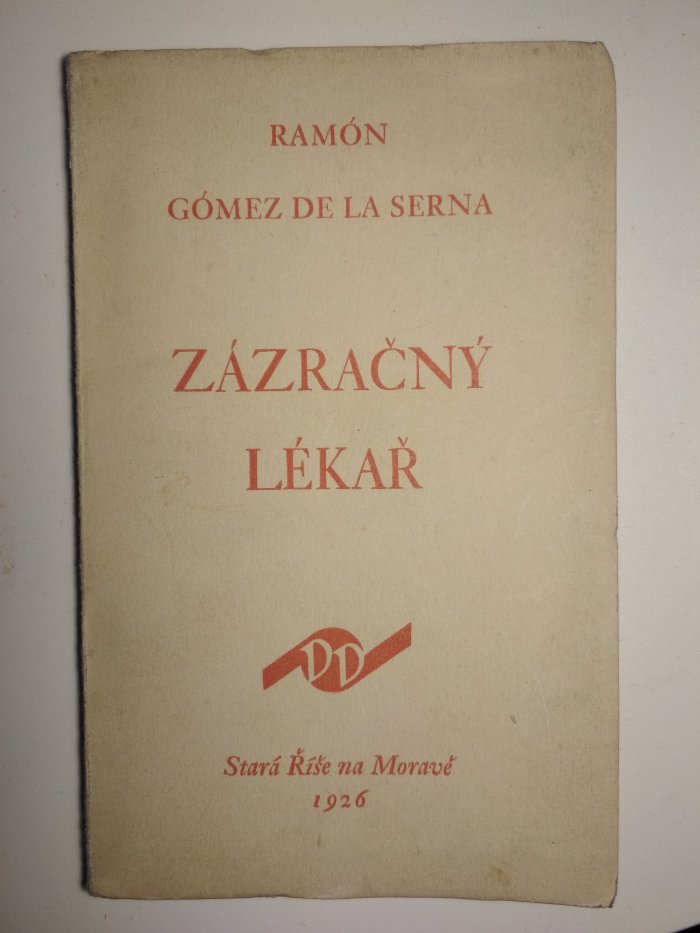 RAMÓN
GÓMEZ DE LA SERNA
ZÁZRAČNÝ
LÉKAŘ
DD
Stará Říše na Moravě
1926